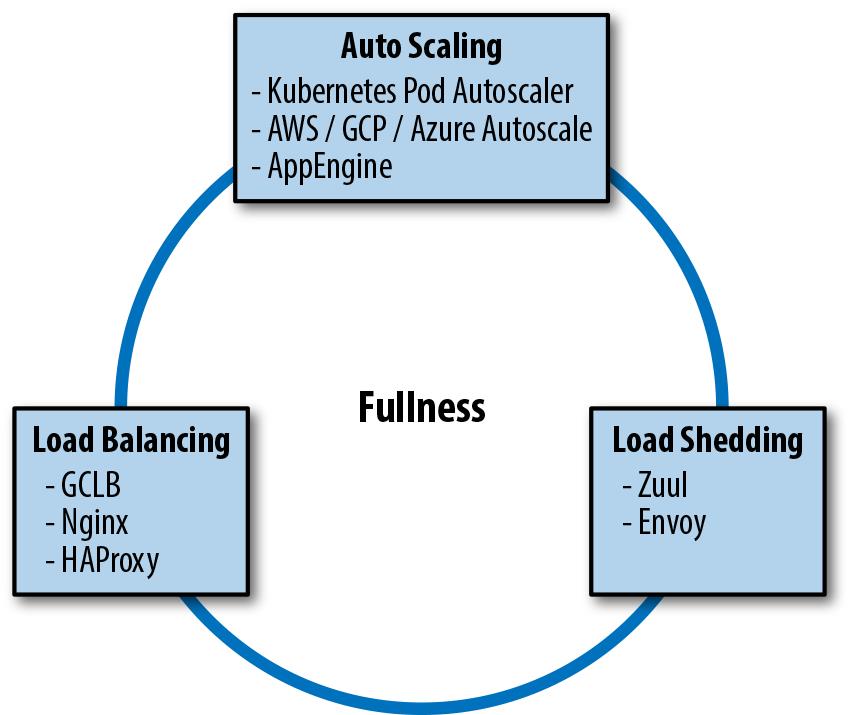 Auto Scaling
- Kubernetes Pod Autoscaler
- AWS / GCP / Azure Autoscale
- AppEngine
Fullness
Load Balancing
- GCLB
- Nginx
- HAProxy
Load Shedding
- Zuul
- Envoy